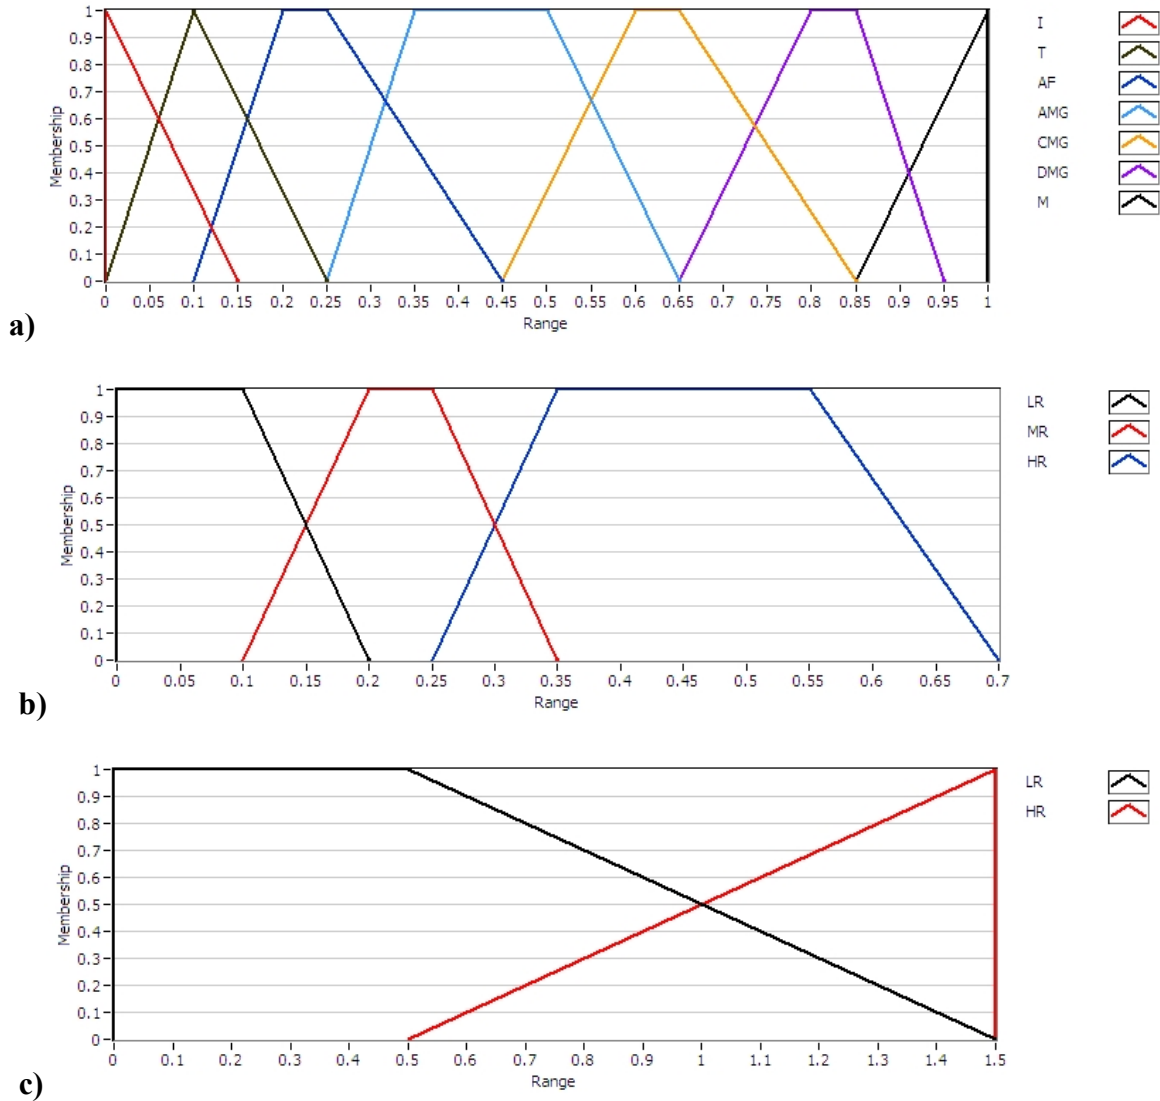 1
0.9
0.8
0.7
0.6
0.5
0.4
0.3
0.2
0.1
0
Membership
0 0.05 0.1 0.15 0.2 0.25 0.3 0.35 0.4 0.45 0.5 0.55 0.6 0.65 0.7 0.75 0.8 0.85 0.9 0.95 1
Range
I
T
AF
AMG
CMG
DMG
M
a)
1
0.9
0.8
0.7
0.6
0.5
0.4
0.3
0.2
0.1
0
Membership
0 0.05 0.1 0.15 0.2 0.25 0.3 0.35 0.4 0.45 0.5 0.55 0.6 0.65 0.7
Range
LR
MR
HR
b)
1
0.9
0.8
0.7
0.6
0.5
0.4
0.3
0.2
0.1
0
Membership
0 0.1 0.2 0.3 0.4 0.5 0.6 0.7 0.8 0.9 1 1.1 1.2 1.3 1.4 1.5
Range
LR
HR
c)